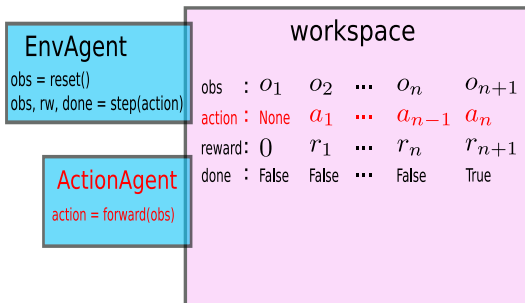 EnvAgent
obs = reset()
obs, rw, done = step(action)
ActionAgent
action = forward(obs)
workspace
obs : o₁ o₂ ... oₙ oₙ₊₁
action : None a₁ ... aₙ₋₁ aₙ
reward : 0 r₁ ... rₙ rₙ₊₁
done : False False ... False True